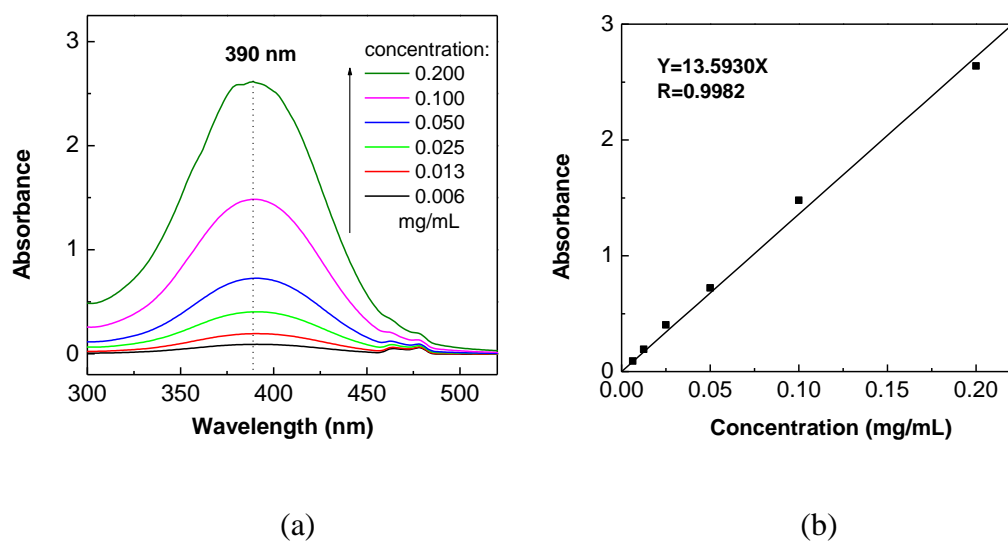 3
2
1
0
Absorbance
390 nm
concentration:
0.200
0.100
0.050
0.025
0.013
0.006
mg/mL
300 350 400 450 500
Wavelength (nm)
(a)
3
2
1
0
Absorbance
Y=13.5930X
R=0.9982
0.00 0.05 0.10 0.15 0.20
Concentration (mg/mL)
(b)